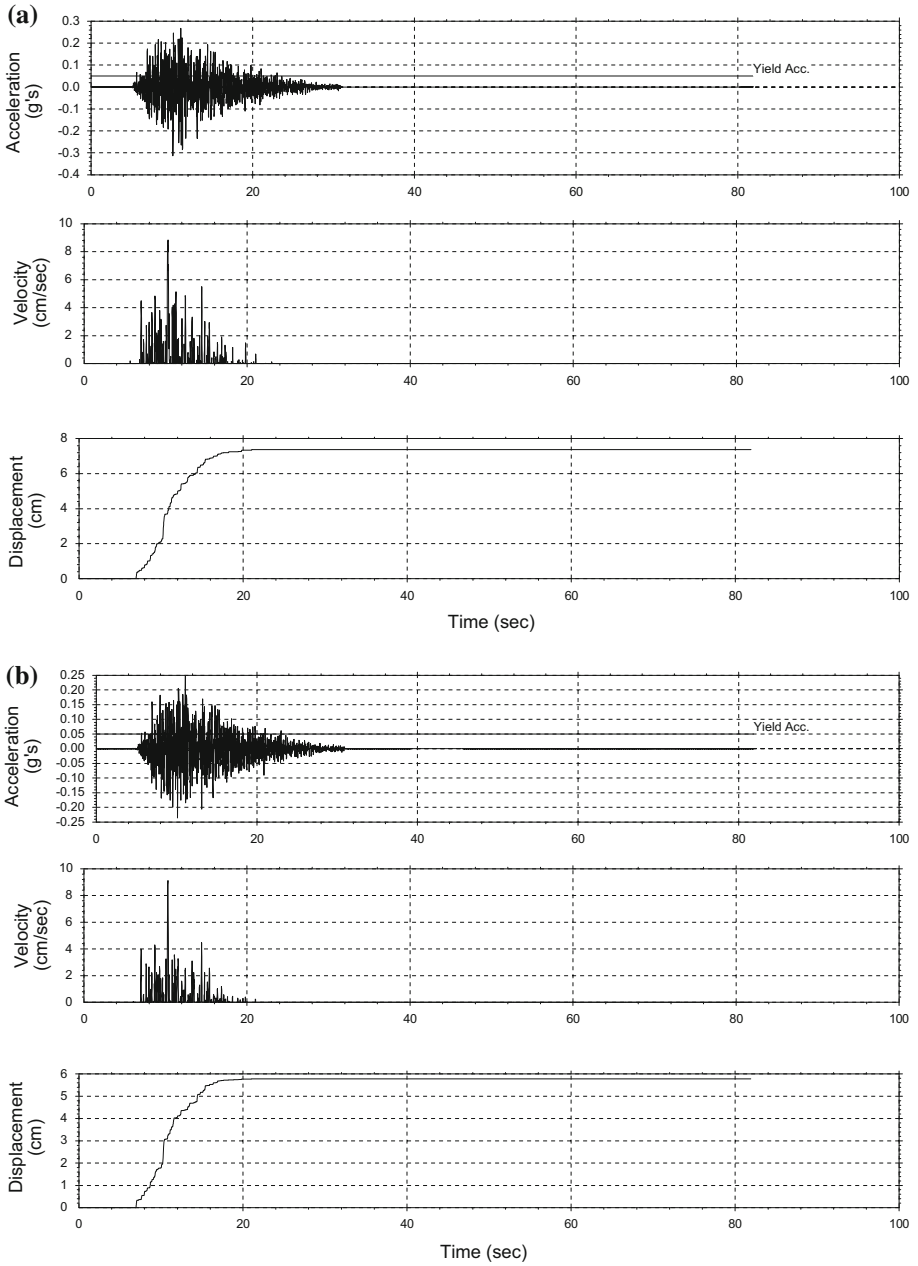 (a)
Acceleration
(g's)
0.3
0.2
0.1
0.0
-0.1
-0.2
-0.3
-0.4
Yield Acc.
0 20 40 60 80 100
Velocity
(cm/sec)
10
8
6
4
2
0
0 20 40 60 80 100
Displacement
(cm)
8
6
4
2
0
0 20 40 60 80 100
Time (sec)
(b)
Acceleration
(g's)
0.25
0.20
0.15
0.10
0.05
0.00
-0.05
-0.10
-0.15
-0.20
-0.25
Yield Acc.
0 20 40 60 80 100
Velocity
(cm/sec)
10
8
6
4
2
0
0 20 40 60 80 100
Displacement
(cm)
6
5
4
3
2
1
0
0 20 40 60 80 100
Time (sec)